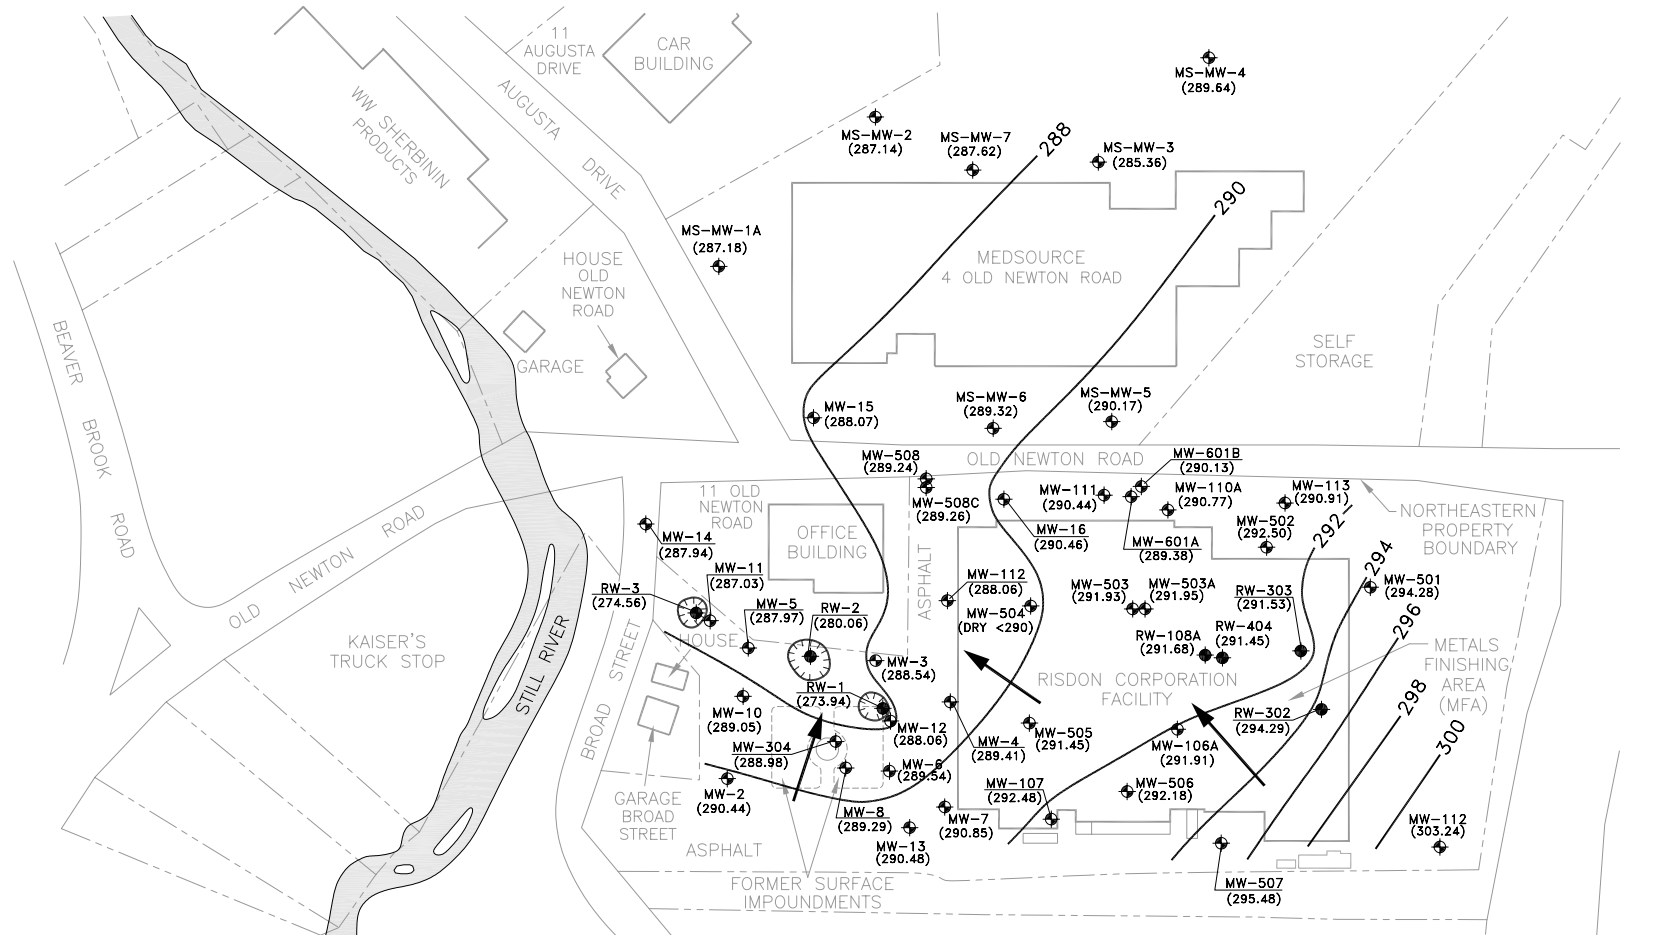 11
AUGUSTA
DRIVE
CAR
BUILDING
MS-MW-4
(289.64)
WW SHERBININ
PRODUCTS
AUGUSTA DRIVE
MS-MW-2
(287.14)
MS-MW-7
(287.62)
288
MS-MW-3
(285.36)
290
MS-MW-1A
(287.18)
MEDSOURCE
4 OLD NEWTON ROAD
HOUSE
OLD
NEWTON
ROAD
GARAGE
SELF
STORAGE
BEAVER BROOK ROAD
MW-15
(288.07)
MS-MW-6
(289.32)
MS-MW-5
(290.17)
MW-508
(289.24)
OLD NEWTON ROAD
MW-601B
(290.13)
11 OLD
NEWTON
ROAD
MW-508C
(289.26)
MW-111
(290.44)
MW-110A
(290.77)
MW-113
(290.91)
292
NORTHEASTERN
PROPERTY
BOUNDARY
OLD NEWTON ROAD
MW-14
(287.94)
OFFICE
BUILDING
ASPHALT
MW-16
(290.46)
MW-601A
(289.38)
MW-502
(292.50)
294
MW-11
(287.03)
RW-3
(274.56)
MW-5
(287.97)
RW-2
(280.06)
MW-112
(288.06)
MW-504
(DRY <290)
MW-503
(291.93)
MW-503A
(291.95)
RW-303
(291.53)
MW-501
(294.28)
296
HOUSE
KAISER'S
TRUCK STOP
STILL RIVER
BROAD STREET
RW-108A
(291.68)
RW-404
(291.45)
METALS
FINISHING
AREA
(MFA)
MW-3
(288.54)
RISDON CORPORATION
FACILITY
RW-1
(273.94)
298
MW-10
(289.05)
MW-12
(288.06)
MW-4
(289.41)
MW-505
(291.45)
RW-302
(294.29)
300
MW-304
(288.98)
MW-106A
(291.91)
MW-6
(289.54)
MW-2
(290.44)
MW-107
(292.48)
MW-506
(292.18)
GARAGE
BROAD
STREET
MW-8
(289.29)
MW-7
(290.85)
MW-112
(303.24)
ASPHALT
MW-13
(290.48)
FORMER SURFACE
IMPOUNDMENTS
MW-507
(295.48)